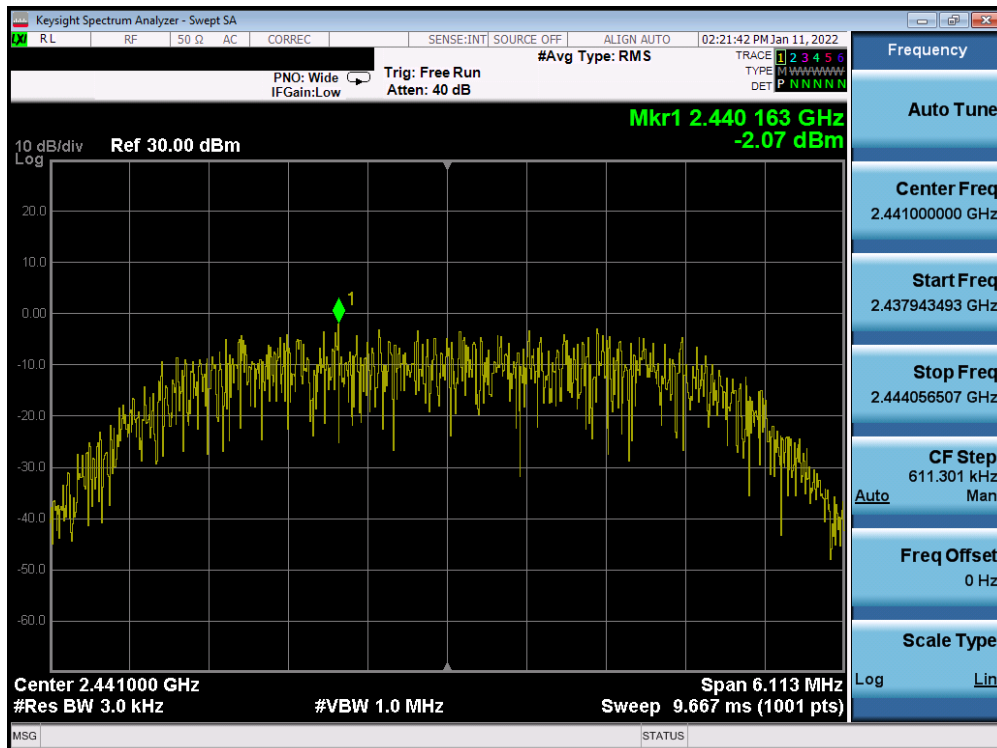 Keysight Spectrum Analyzer - Swept SA
LXI RL RF 50 Ω AC CORREC SENSE:INT SOURCE OFF ALIGN AUTO 02:21:42 PM Jan 11, 2022
#Avg Type: RMS
TRACE 1 2 3 4 5 6
PNO: Wide Trig: Free Run TYPE M WWWWW
IFGain:Low Atten: 40 dB DET P N N N N N
Mkr1 2.440 163 GHz
-2.07 dBm
10 dB/div Ref 30.00 dBm
Log
20.0
10.0
1
0.00
-10.0
-20.0
-30.0
-40.0
-50.0
-60.0
Center 2.441000 GHz Span 6.113 MHz
#Res BW 3.0 kHz #VBW 1.0 MHz Sweep 9.667 ms (1001 pts)
MSG STATUS
Frequency
Auto Tune
Center Freq
2.441000000 GHz
Start Freq
2.437943493 GHz
Stop Freq
2.444056507 GHz
CF Step
611.301 kHz
Auto Man
Freq Offset
0 Hz
Scale Type
Log Lin